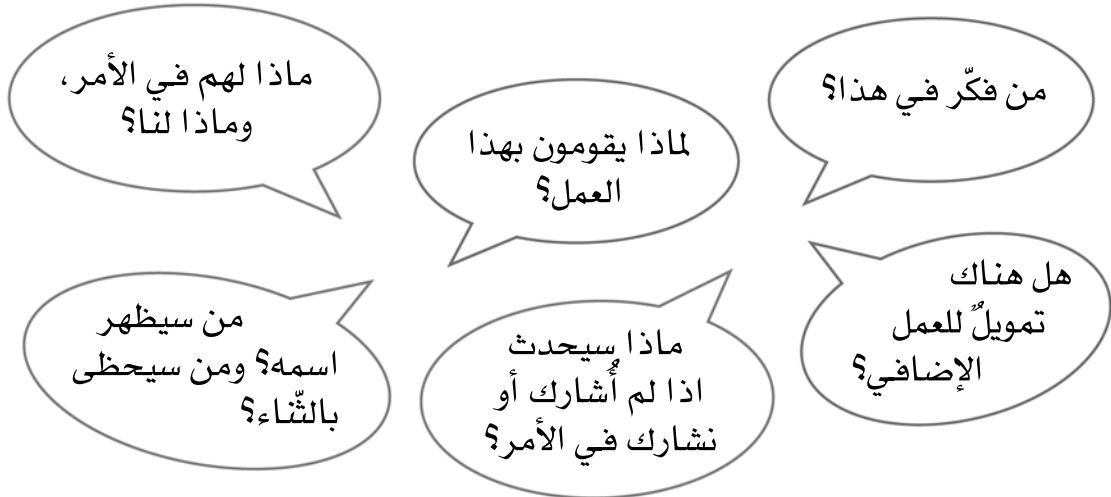 من فكّر في هذا؟
لماذا يقومون بهذا
العمل؟
ماذا لهم في الأمر،
وماذا لنا؟
هل هناك
تمويلٌ للعمل
الإضافي؟
ماذا سيحدث
اذا لم أُشارك أو
نشارك في الأمر؟
من سيظهر
اسمه؟ ومن سيحظى
بالثّناء؟